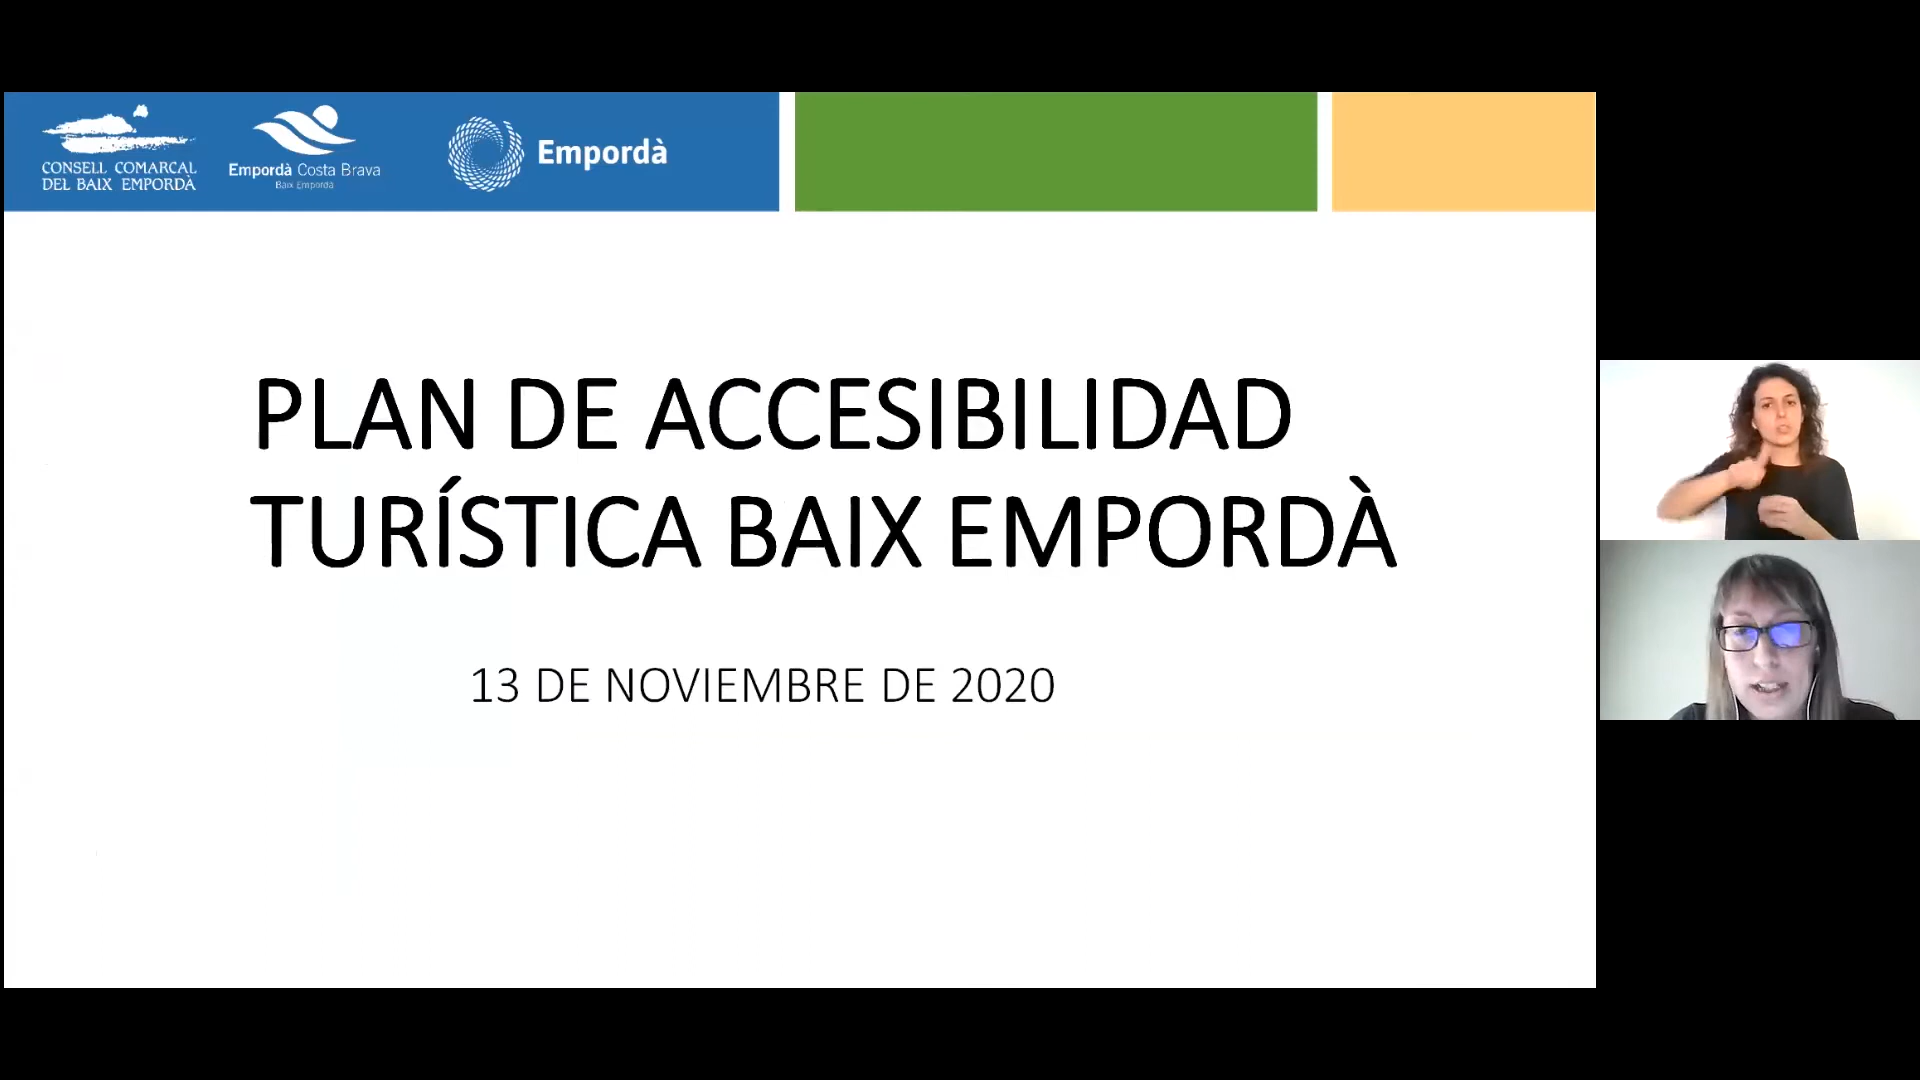 CONSELL COMARCAL
DEL BAIX EMPORDÀ
Empordà Costa Brava
Baix Empordà
Empordà
PLAN DE ACCESIBILIDAD
TURÍSTICA BAIX EMPORDÀ
13 DE NOVIEMBRE DE 2020